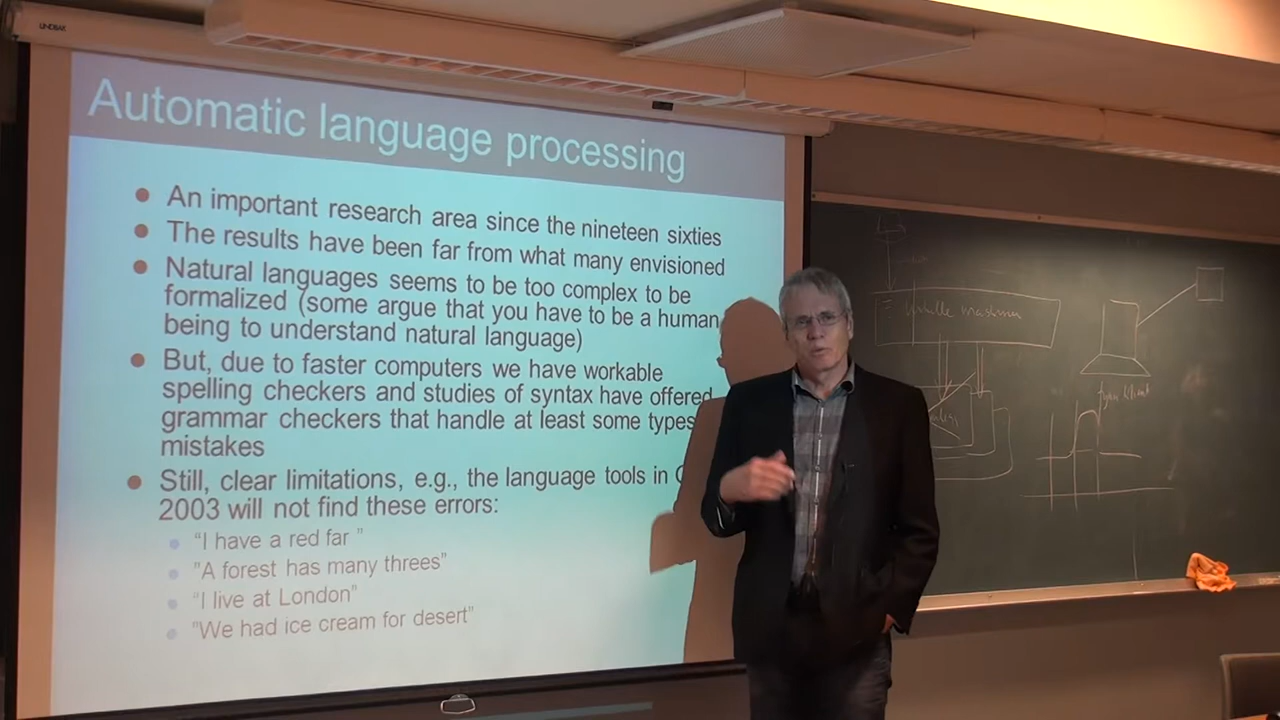 Automatic language processing
An important research area since the nineteen sixties
The results have been far from what many envisioned
Natural languages seems to be too complex to be
formalized (some argue that you have to be a human
being to understand natural language)
But, due to faster computers we have workable
spelling checkers and studies of syntax have offered
grammar checkers that handle at least some types
mistakes
Still, clear limitations, e.g., the language tools in
2003 will not find these errors:
“I have a red far ”
"A forest has many threes"
“I live at London”
"We had ice cream for desert"